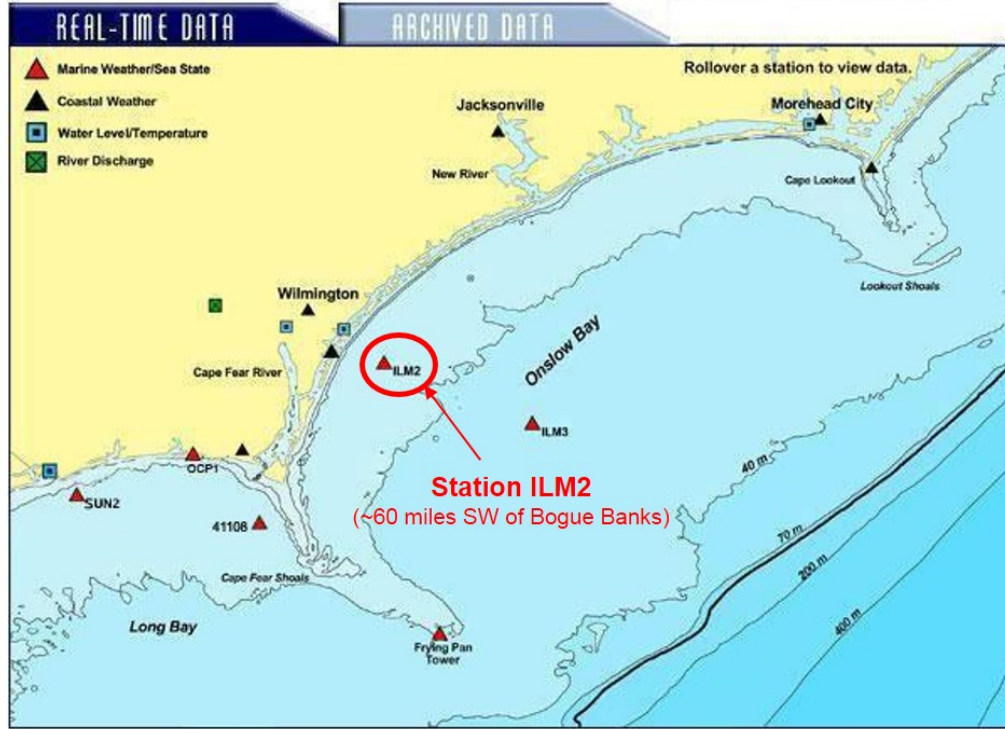 REAL-TIME DATA
ARCHIVED DATA
Marine Weather/Sea State
Coastal Weather
Water Level/Temperature
River Discharge
Rollover a station to view data.
Jacksonville
Morehead City
New River
Cape Lookout
Lookout Shoals
Wilmington
Onslow Bay
Cape Fear River
ILM2
ILM3
OCP1
SUN2
41108
Station ILM2
(~60 miles SW of Bogue Banks)
40 m
70 m
200 m
400 m
Cape Fear Shoals
Long Bay
Frying Pan
Tower